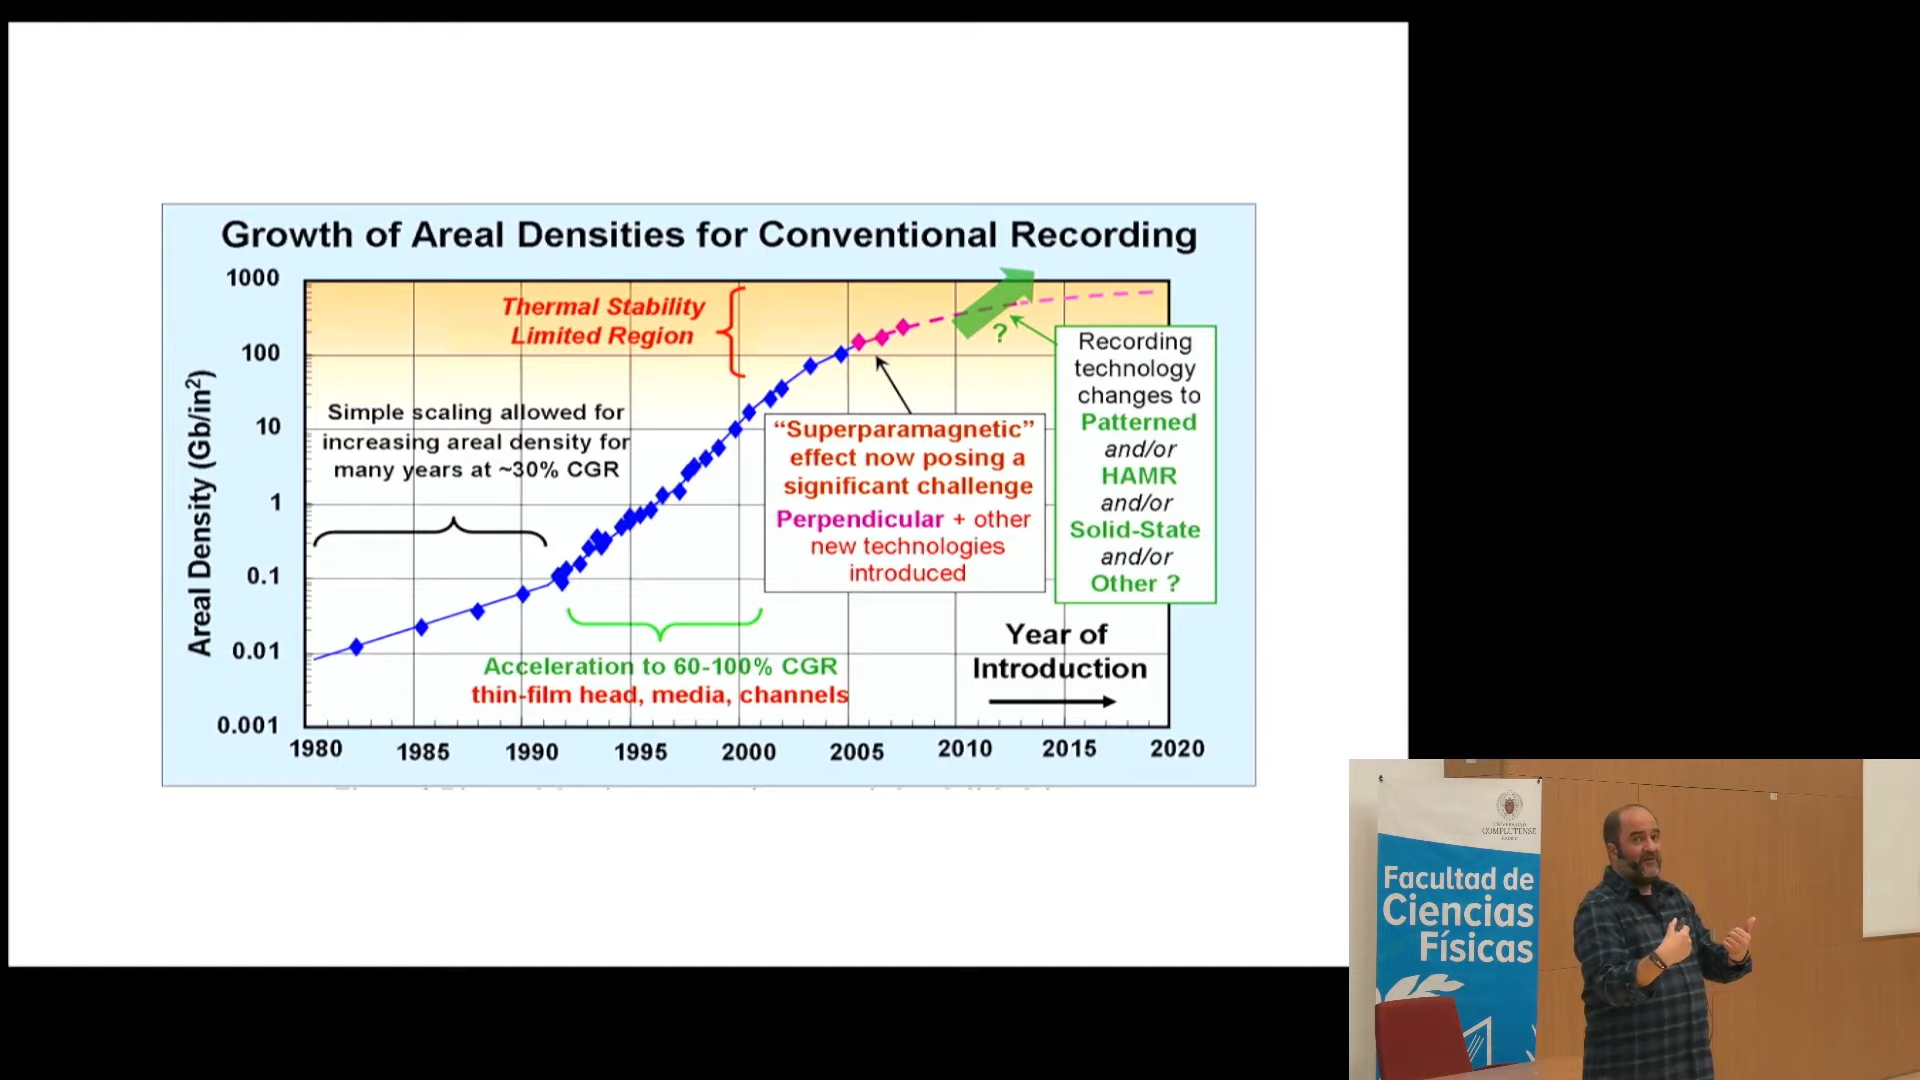 Growth of Areal Densities for Conventional Recording
1000
100
10
1
0.1
0.01
0.001
Areal Density (Gb/in²)
1980
1985
1990
1995
2000
2005
2010
2015
2020
Thermal Stability
Limited Region
Simple scaling allowed for
increasing areal density for
many years at ~30% CGR
Acceleration to 60-100% CGR
thin-film head, media, channels
“Superparamagnetic”
effect now posing a
significant challenge
Perpendicular + other
new technologies
introduced
?
Recording
technology
changes to
Patterned
and/or
HAMR
and/or
Solid-State
and/or
Other ?
Year of
Introduction
UNIVERSIDAD
COMPLUTENSE
MADRID
Facultad de
Ciencias
Físicas